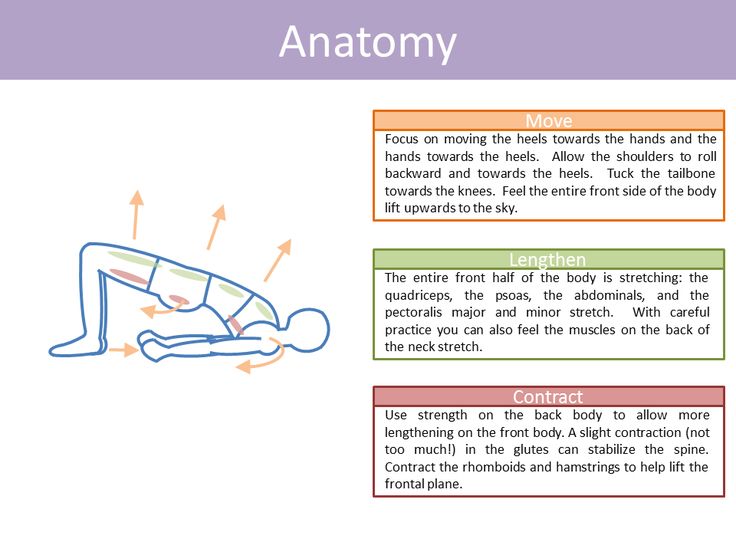 Anatomy
Move
Focus on moving the heels towards the hands and the
hands towards the heels. Allow the shoulders to roll
backward and towards the heels. Tuck the tailbone
towards the knees. Feel the entire front side of the body
lift upwards to the sky.
Lengthen
The entire front half of the body is stretching: the
quadriceps, the psoas, the abdominals, and the
pectoralis major and minor stretch. With careful
practice you can also feel the muscles on the back of
the neck stretch.
Contract
Use strength on the back body to allow more
lengthening on the front body. A slight contraction (not
too much!) in the glutes can stabilize the spine.
Contract the rhomboids and hamstrings to help lift the
frontal plane.